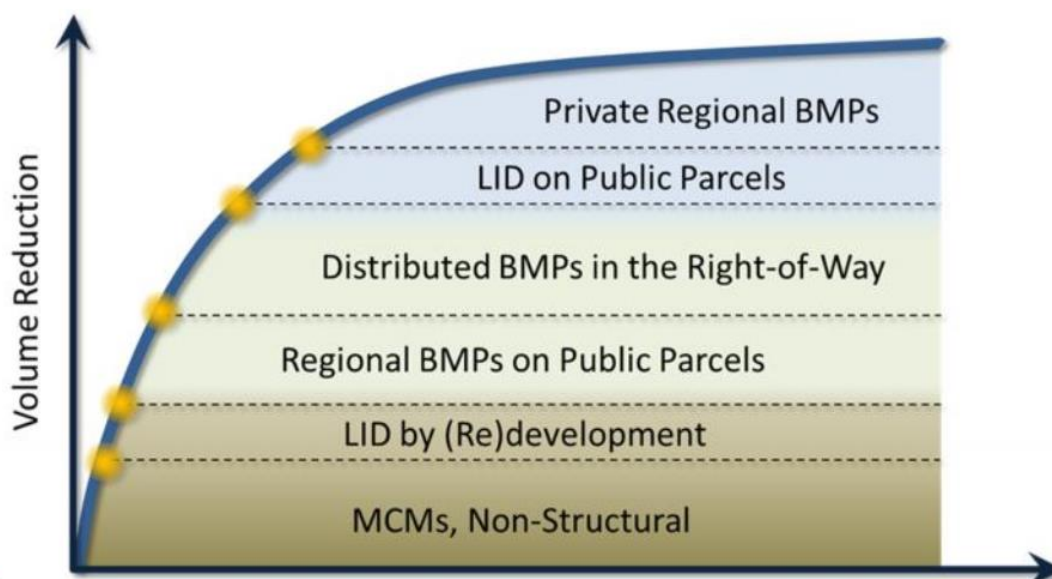 Volume Reduction
Private Regional BMPs
LID on Public Parcels
Distributed BMPs in the Right-of-Way
Regional BMPs on Public Parcels
LID by (Re)development
MCMs, Non-Structural